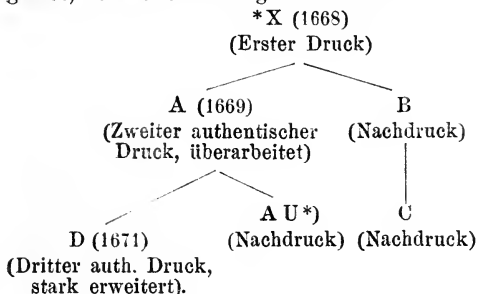 *X (1668)
(Erster Druck)
A (1669) B
(Zweiter authentischer (Nachdruck)
Druck, überarbeitet)
A U*) C
D (1671) (Nachdruck) (Nachdruck)
(Dritter auth. Druck,
stark erweitert).